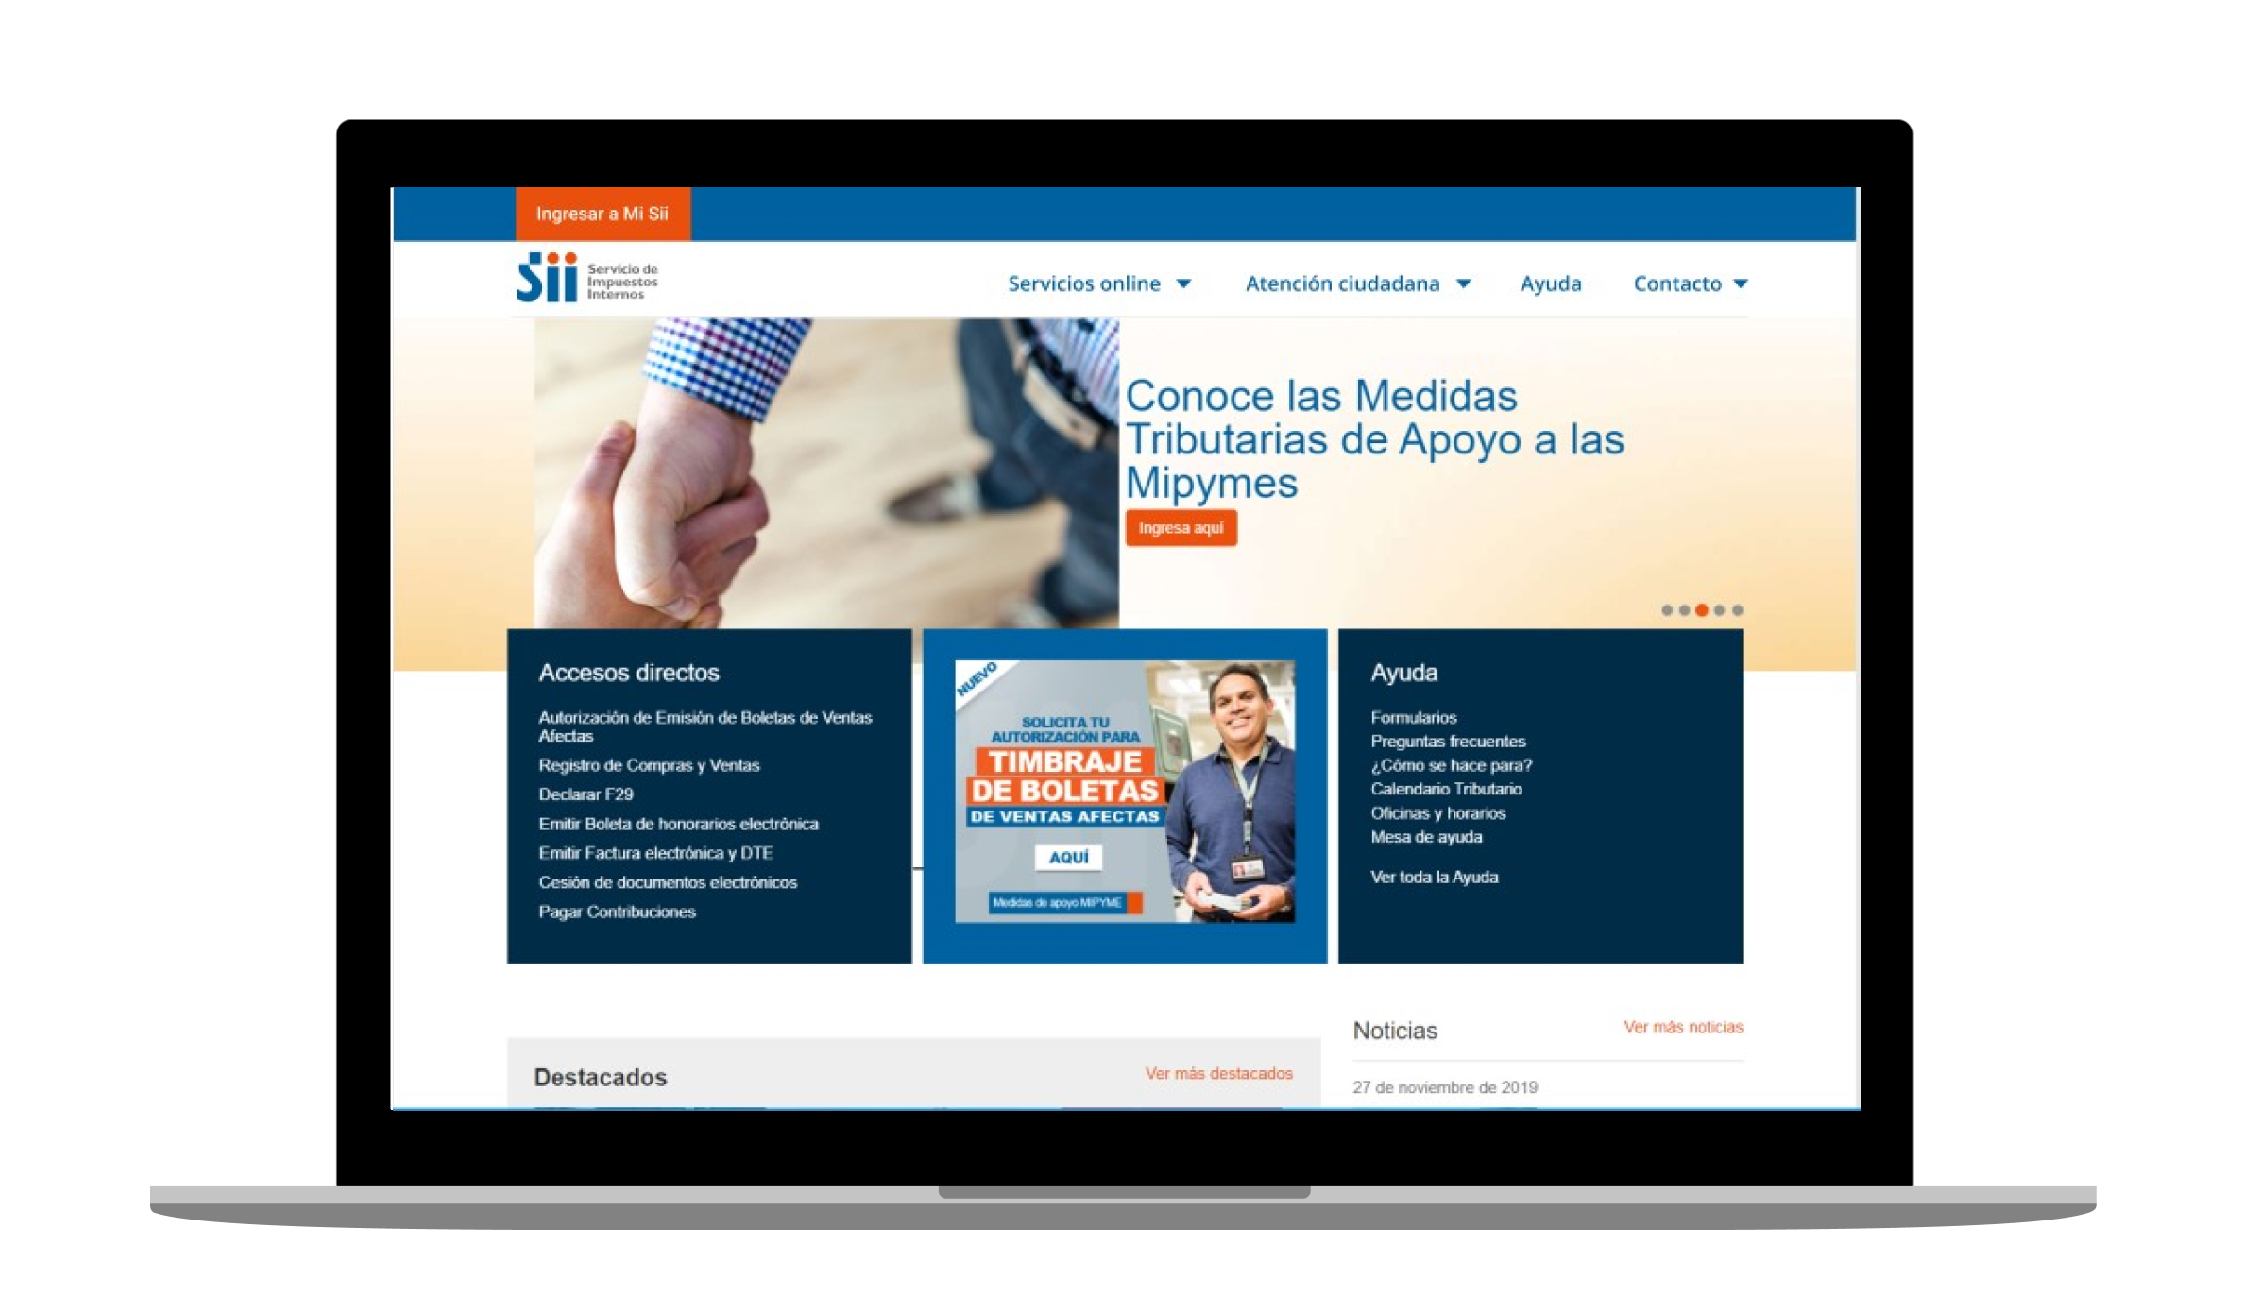 Ingresar a Mi Sii
Sii
Servicio de
Impuestos
Internos
Servicios online
Atención ciudadana
Ayuda
Contacto
Conoce las Medidas
Tributarias de Apoyo a las
Mipymes
Ingresa aquí
Accesos directos
Autorización de Emisión de Boletas de Ventas
Afectas
Registro de Compras y Ventas
Declarar F29
Emitir Boleta de honorarios electrónica
Emitir Factura electrónica y DTE
Cesión de documentos electrónicos
Pagar Contribuciones
NUEVO
SOLICITA TU
AUTORIZACIÓN PARA
TIMBRAJE
DE BOLETAS
DE VENTAS AFECTAS
AQUÍ
Medidas de apoyo MIPYME
Ayuda
Formularios
Preguntas frecuentes
¿Cómo se hace para?
Calendario Tributario
Oficinas y horarios
Mesa de ayuda
Ver toda la Ayuda
Destacados
Ver más destacados
Noticias
Ver más noticias
27 de noviembre de 2019